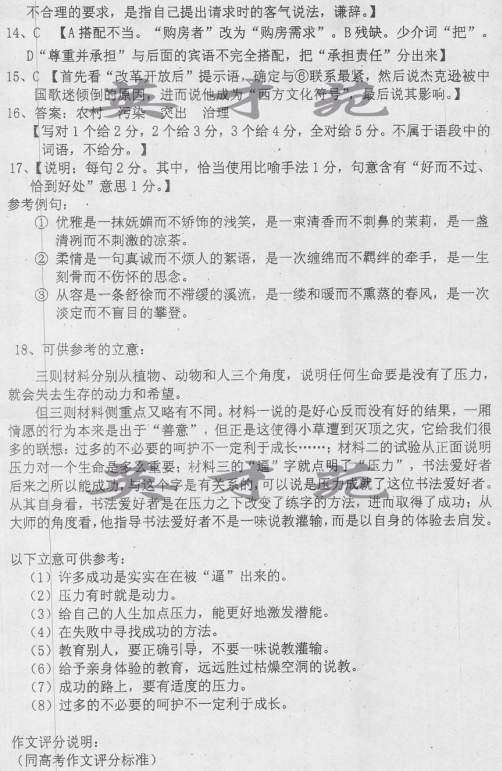 不合理的要求，是指自己提出请求时的客气说法，谦辞。】
14、C 【A搭配不当。“购房者”改为“购房需求”。B残缺。少介词“把”。
D“尊重并承担”与后面的宾语不完全搭配，把“承担责任”分出来】
15、C【首先看“改革开放后”提示语，确定与⑥联系最紧，然后说杰克逊被中
国歌迷倾倒的原因，进而说他成为“西方文化符号”，最后说其影响。】
16、答案：农村 污染 突出 治理
【写对1个给2分，2个给3分，3个给4分，全对给5分。不属于语段中的
词语，不给分。】
17、【说明：每句2分。其中，恰当使用比喻手法1分，句意含有“好而不过、
恰到好处”意思1分。】
参考例句：
① 优雅是一抹妩媚而不矫饰的浅笑，是一束清香而不刺鼻的茉莉，是一盏
清冽而不刺激的凉茶。
② 柔情是一句真诚而不烦人的絮语，是一次缠绵而不羁绊的牵手，是一生
刻骨而不伤怀的思念。
③ 从容是一条舒徐而不滞缓的溪流，是一缕和暖而不熏蒸的春风，是一次
淡定而不盲目的攀登。
18、可供参考的立意：
三则材料分别从植物、动物和人三个角度，说明任何生命要是没有了压力，
就会失去生存的动力和希望。
但三则材料侧重点又略有不同。材料一说的是好心反而没有好的结果，一厢
情愿的行为本来是出于“善意”，但正是这使得小草遭到灭顶之灾，它给我们很
多的联想：过多的不必要的呵护不一定利于成长……；材料二的试验从正面说明
压力对一个生命是多么重要；材料三的“逼”字就点明了“压力”，书法爱好者
后来之所以能成功，与这个字是有关系的，可以说是压力成就了这位书法爱好者。
从其自身看，书法爱好者是在压力之下改变了练字的方法，进而取得了成功；从
大师的角度看，他指导书法爱好者不是一味说教灌输，而是以自身的体验去启发。
以下立意可供参考：
（1）许多成功是实实在在被“逼”出来的。
（2）压力有时就是动力。
（3）给自己的人生加点压力，能更好地激发潜能。
（4）在失败中寻找成功的方法。
（5）教育别人，要正确引导，不要一味说教灌输。
（6）给予亲身体验的教育，远远胜过枯燥空洞的说教。
（7）成功的路上，要有适度的压力。
（8）过多的不必要的呵护不一定利于成长。
作文评分说明：
（同高考作文评分标准）